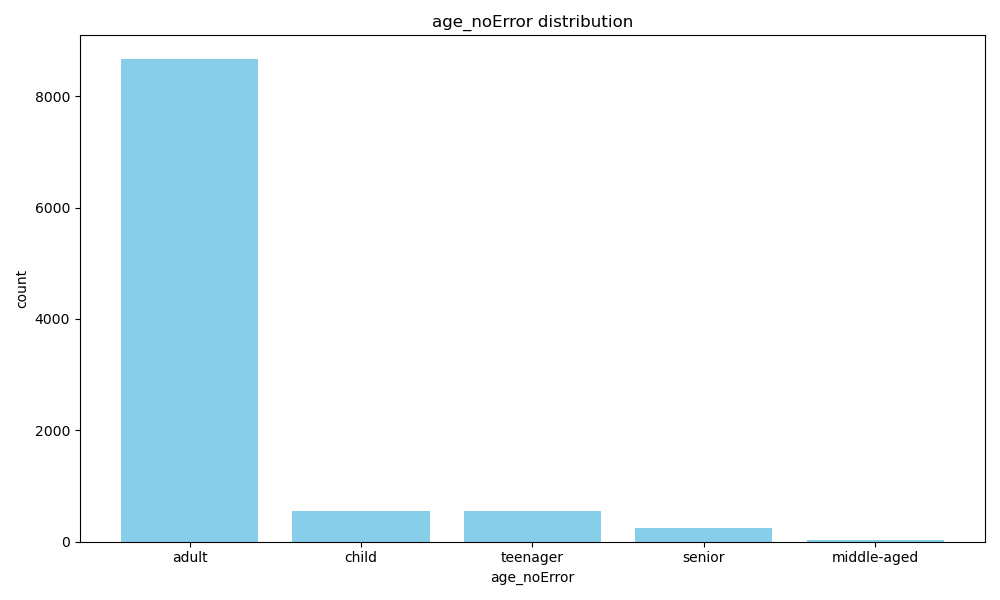 age_noError distribution
8000
6000
4000
2000
0
count
adult child teenager senior middle-aged
age_noError